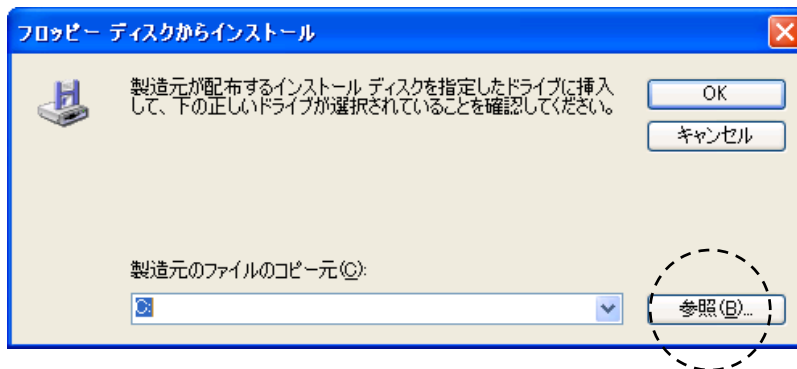 フロッピー ディスクからインストール
製造元が配布するインストール ディスクを指定したドライブに挿入
して、下の正しいドライブが選択されていることを確認してください。
OK
キャンセル
製造元のファイルのコピー元(C):
C:
参照(B)...